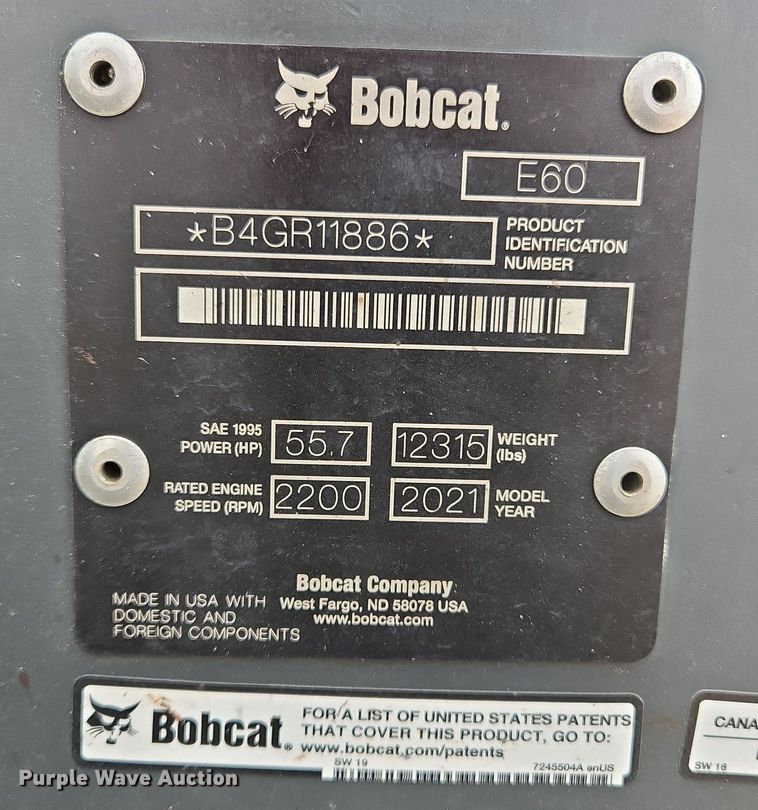 Bobcat.
E60
*B4GR11886*
PRODUCT
IDENTIFICATION
NUMBER
SAE 1995
POWER (HP)
55.7
12315
WEIGHT
(lbs)
RATED ENGINE
SPEED (RPM)
2200
2021
MODEL
YEAR
Bobcat Company
West Fargo, ND 58078 USA
www.bobcat.com
MADE IN USA WITH
DOMESTIC AND
FOREIGN COMPONENTS
Bobcat.
FOR A LIST OF UNITED STATES PATENTS
THAT COVER THIS PRODUCT, GO TO:
www.bobcat.com/patents
SW 19
7245504A enUS
CANA
SW 16
Purple Wave Auction